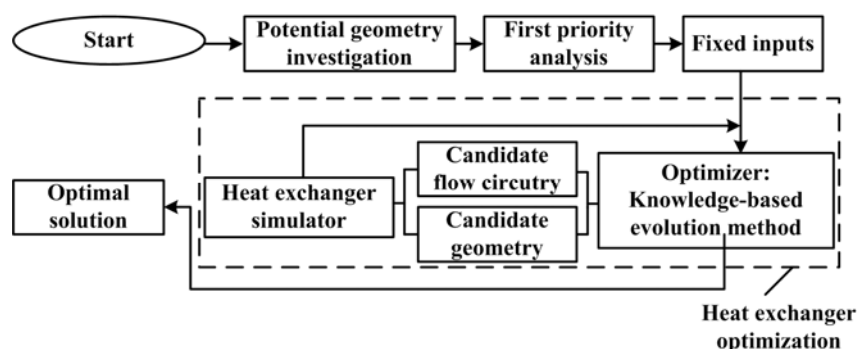 Start
Potential geometry
investigation
First priority
analysis
Fixed inputs
Candidate
flow circutry
Optimizer:
Knowledge-based
evolution method
Optimal
solution
Heat exchanger
simulator
Candidate
geometry
Heat exchanger
optimization